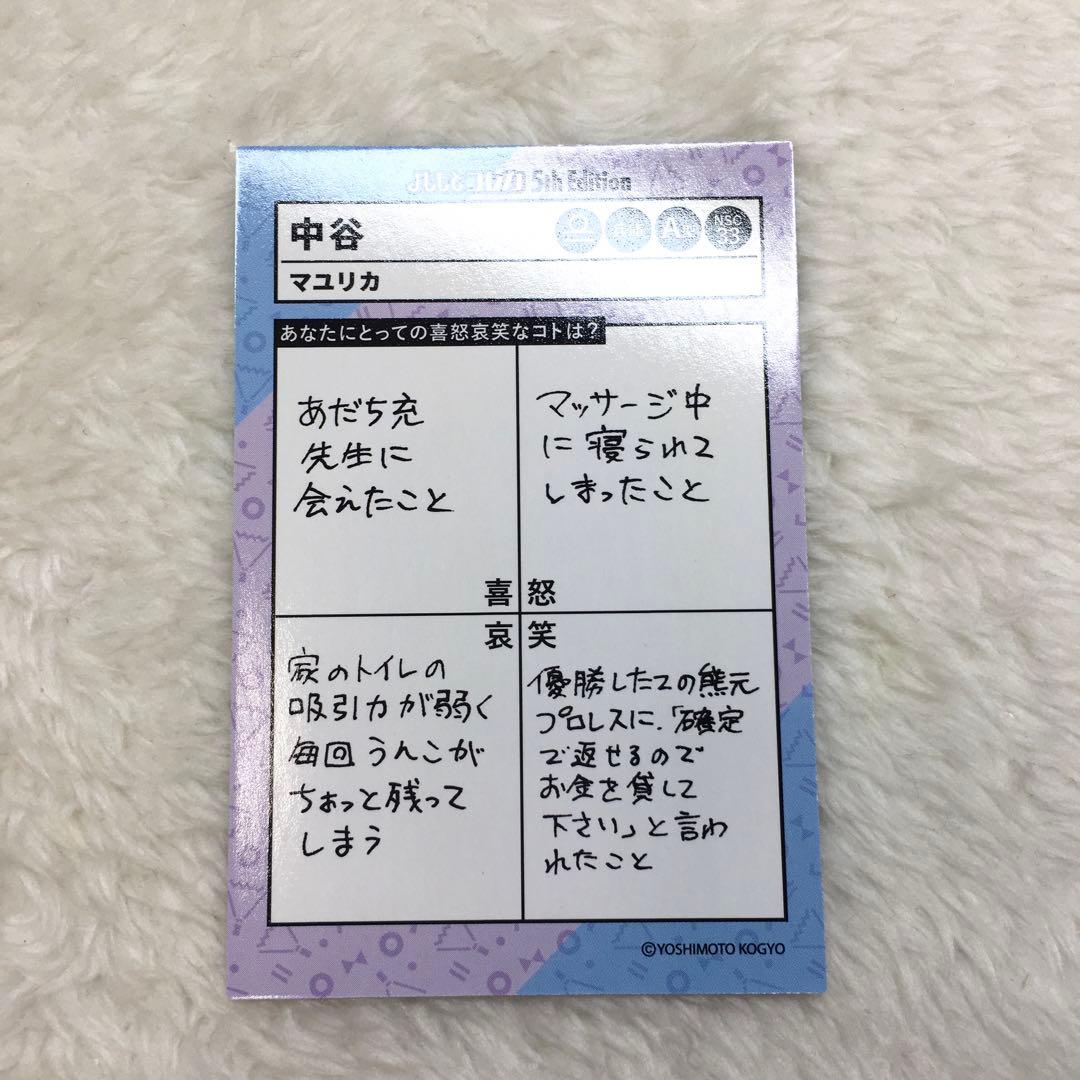 5th Edition
中谷
NSC
33
マユリカ
あなたにとっての喜怒哀笑なコトは?
あだち充
先生に
会えたこと
喜
マッサージ中
に寝られて
しまったこと
怒
哀
家のトイレの
吸引力が弱く
毎回うんこが
ちょっと残って
しまう
笑
優勝したての熊元
プロレスに、「確定
で返せるので
お金を貸して
下さい」と言わ
れたこと
©YOSHIMOTO KOGYO